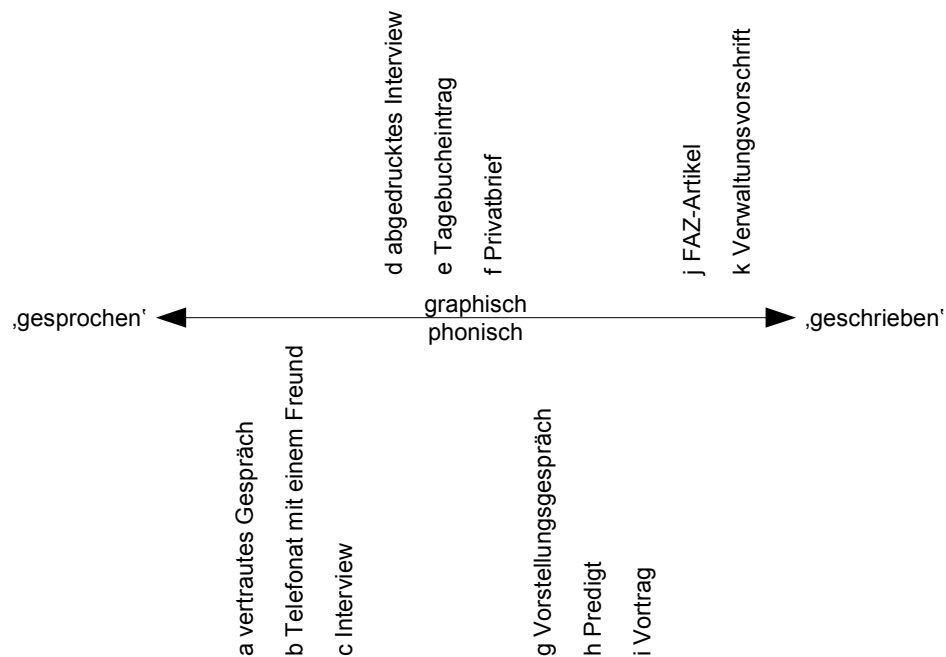 d abgedrucktes Interview
e Tagebucheintrag
f Privatbrief
j FAZ-Artikel
k Verwaltungsvorschrift
‚gesprochen‘
graphisch
phonisch
‚geschrieben‘
a vertrautes Gespräch
b Telefonat mit einem Freund
c Interview
g Vorstellungsgespräch
h Predigt
i Vortrag